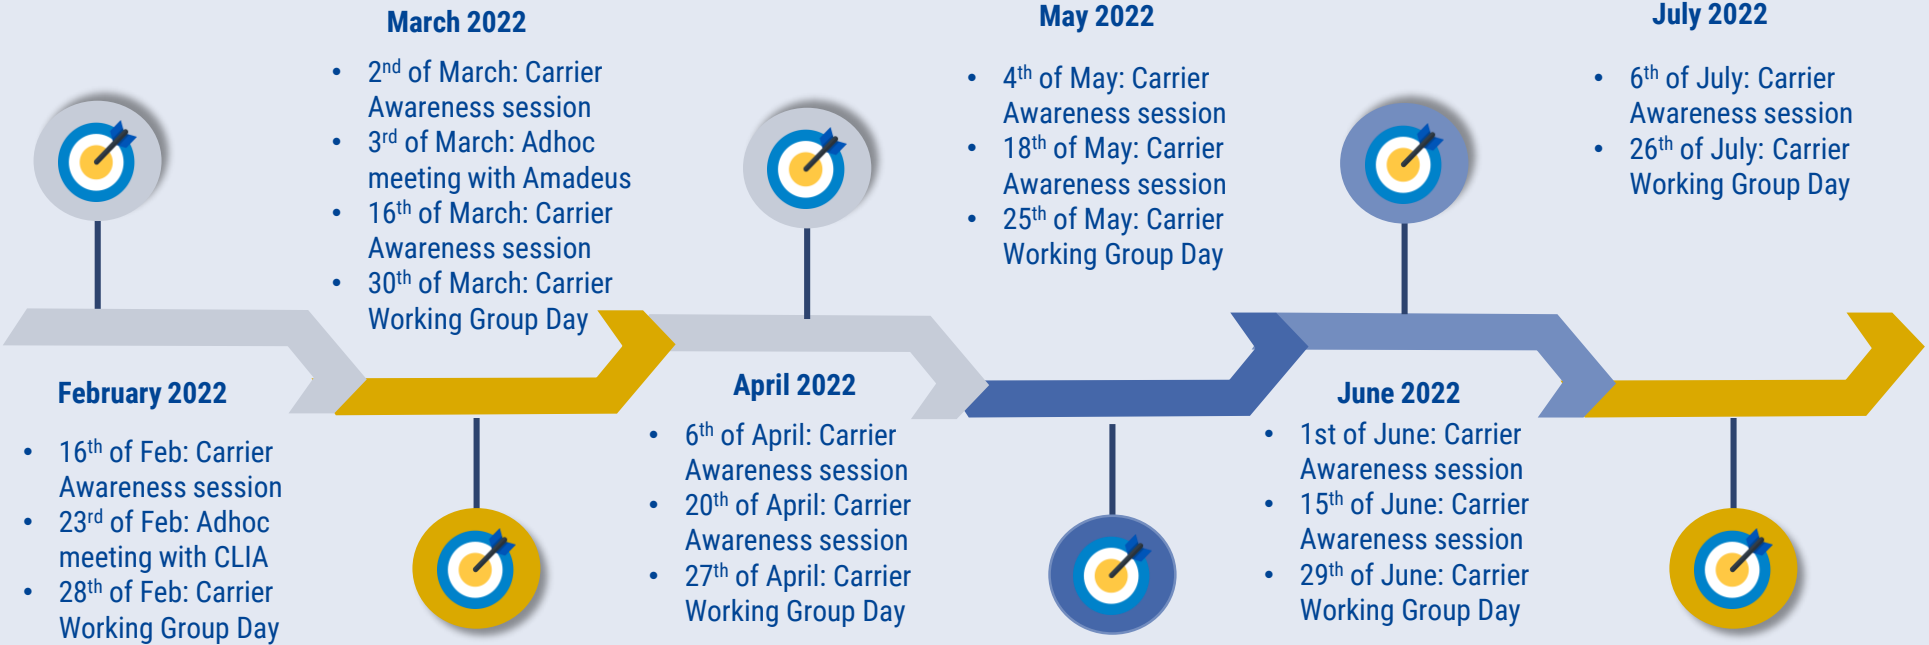 March 2022
• 2nd of March: Carrier
Awareness session
• 3rd of March: Adhoc
meeting with Amadeus
• 16th of March: Carrier
Awareness session
• 30th of March: Carrier
Working Group Day
May 2022
• 4th of May: Carrier
Awareness session
• 18th of May: Carrier
Awareness session
• 25th of May: Carrier
Working Group Day
July 2022
• 6th of July: Carrier
Awareness session
• 26th of July: Carrier
Working Group Day
February 2022
• 16th of Feb: Carrier
Awareness session
• 23rd of Feb: Adhoc
meeting with CLIA
• 28th of Feb: Carrier
Working Group Day
April 2022
• 6th of April: Carrier
Awareness session
• 20th of April: Carrier
Awareness session
• 27th of April: Carrier
Working Group Day
June 2022
• 1st of June: Carrier
Awareness session
• 15th of June: Carrier
Awareness session
• 29th of June: Carrier
Working Group Day